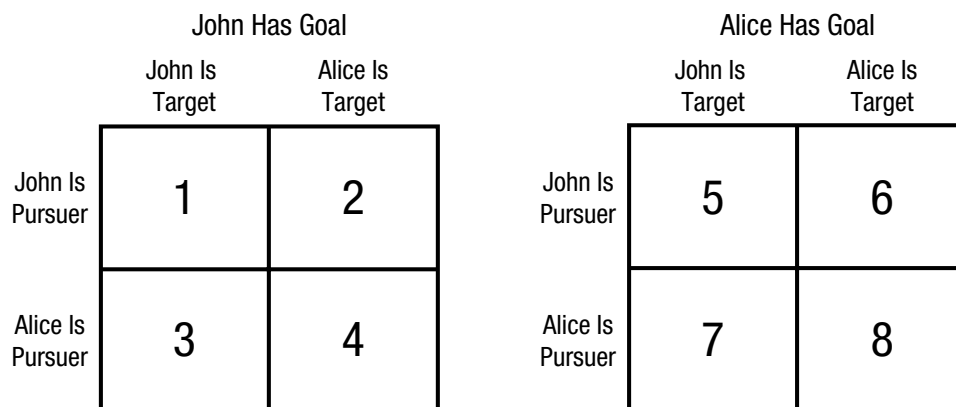 John Has Goal
John Is Target
Alice Is Target
John Is Pursuer
1
2
Alice Is Pursuer
3
4
Alice Has Goal
John Is Target
Alice Is Target
John Is Pursuer
5
6
Alice Is Pursuer
7
8